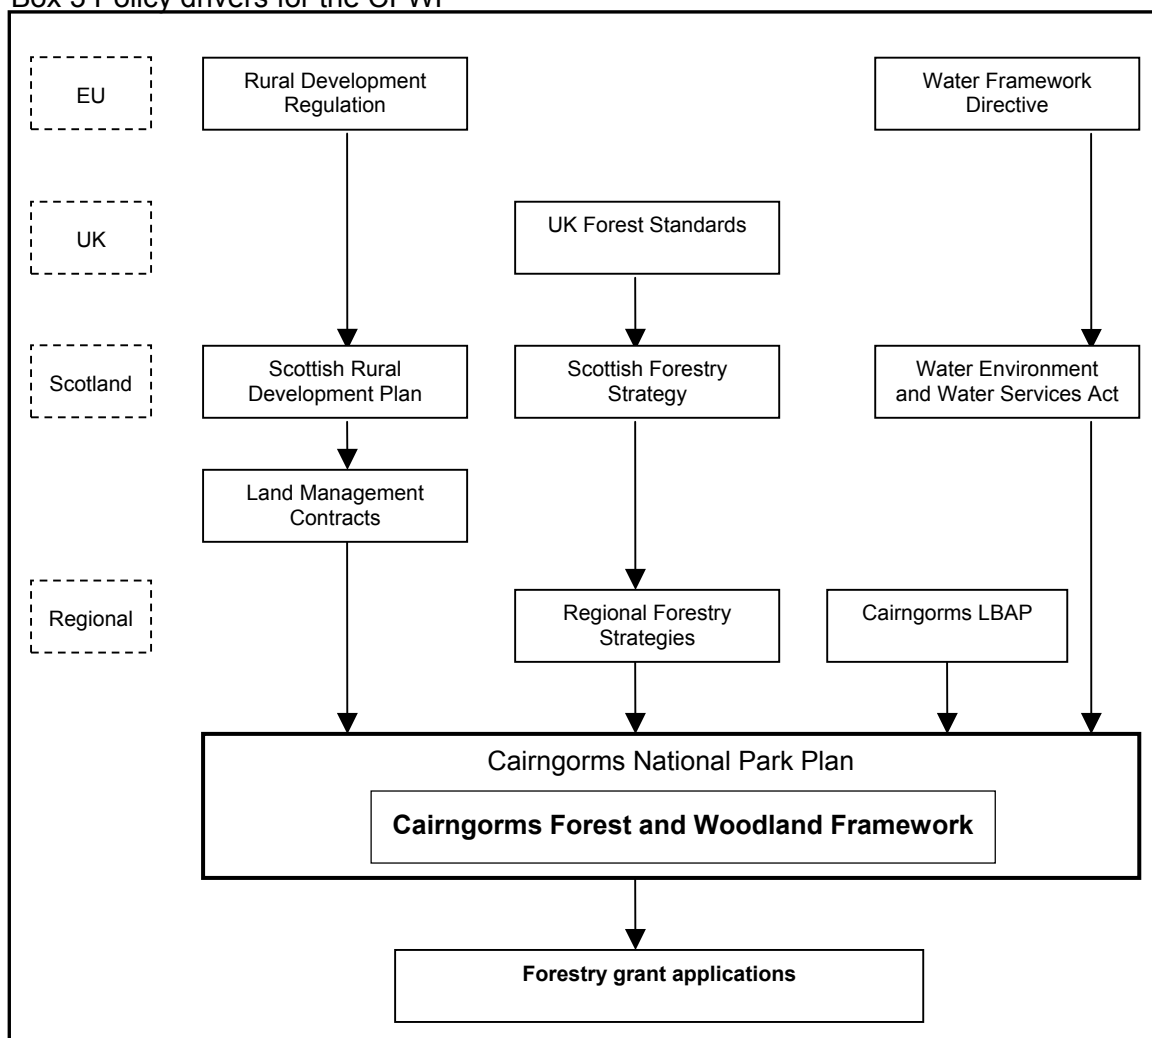 Box 3 Policy drivers for the CFWF
EU
Rural Development
Regulation
Water Framework
Directive
UK
UK Forest Standards
Scotland
Scottish Rural
Development Plan
Scottish Forestry
Strategy
Water Environment
and Water Services Act
Land Management
Contracts
Regional
Regional Forestry
Strategies
Cairngorms LBAP
Cairngorms National Park Plan
Cairngorms Forest and Woodland Framework
Forestry grant applications